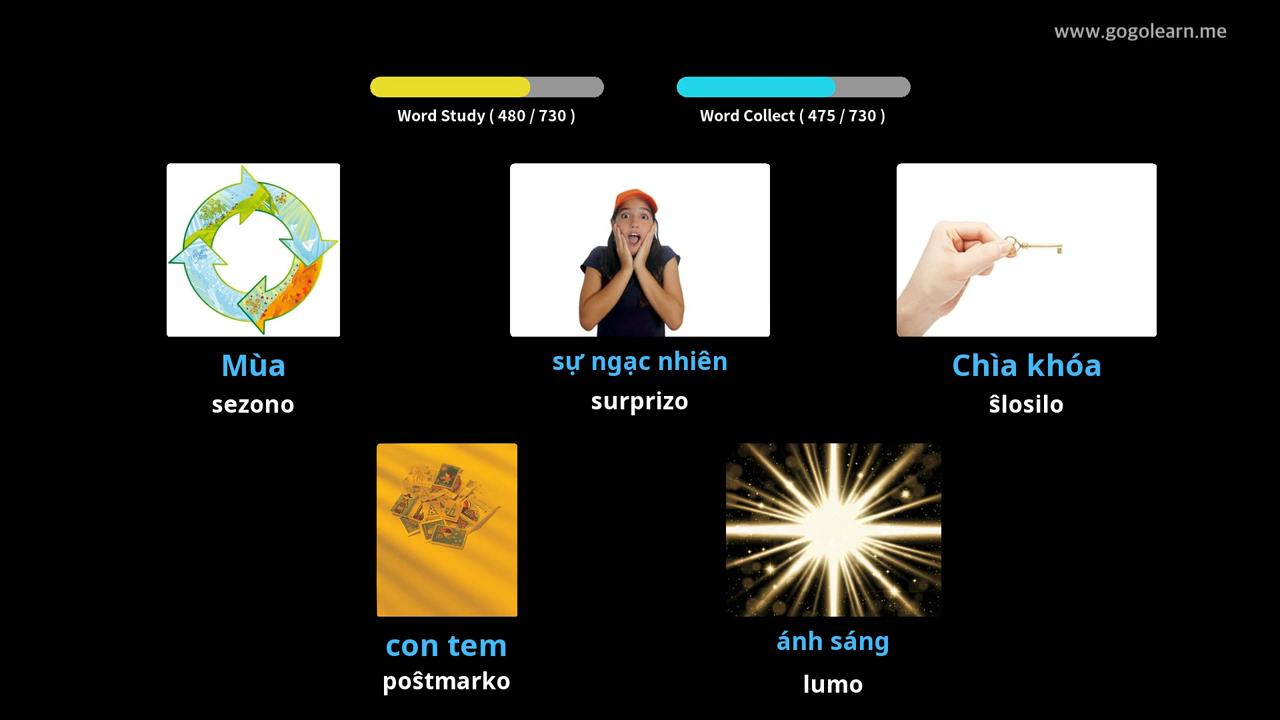 www.gogolearn.me
Word Study ( 480 / 730 )
Word Collect ( 475 / 730 )
Mùa
sezono
sự ngạc nhiên
surprizo
Chìa khóa
ŝlosilo
con tem
poŝtmarko
ánh sáng
lumo